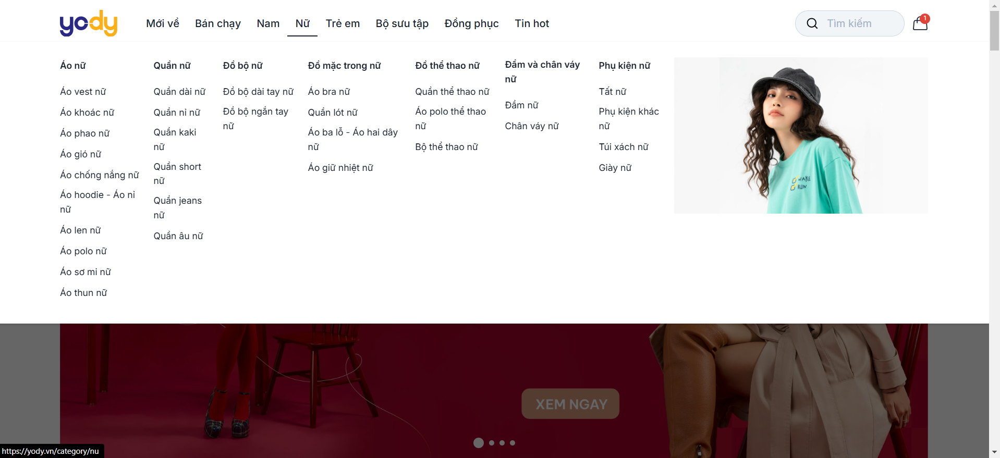 yody
Mới về
Bán chạy
Nam
Nữ
Trẻ em
Bộ sưu tập
Đồng phục
Tin hot
Tìm kiếm
1
Áo nữ
Áo vest nữ
Áo khoác nữ
Áo phao nữ
Áo gió nữ
Áo chống nắng nữ
Áo hoodie - Áo nỉ
nữ
Áo len nữ
Áo polo nữ
Áo sơ mi nữ
Áo thun nữ
Quần nữ
Quần dài nữ
Quần nỉ nữ
Quần kaki
nữ
Quần short
nữ
Quần jeans
nữ
Quần âu nữ
Đồ bộ nữ
Đồ bộ dài tay nữ
Đồ bộ ngắn tay
nữ
Đồ mặc trong nữ
Áo bra nữ
Quần lót nữ
Áo ba lỗ - Áo hai dây
nữ
Áo giữ nhiệt nữ
Đồ thể thao nữ
Quần thể thao nữ
Áo polo thể thao
nữ
Bộ thể thao nữ
Đầm và chân váy
nữ
Đầm nữ
Chân váy nữ
Phụ kiện nữ
Tất nữ
Phụ kiện khác
nữ
Túi xách nữ
Giày nữ
WAKE
RUN
XEM NGAY
https://yody.vn/category/nu